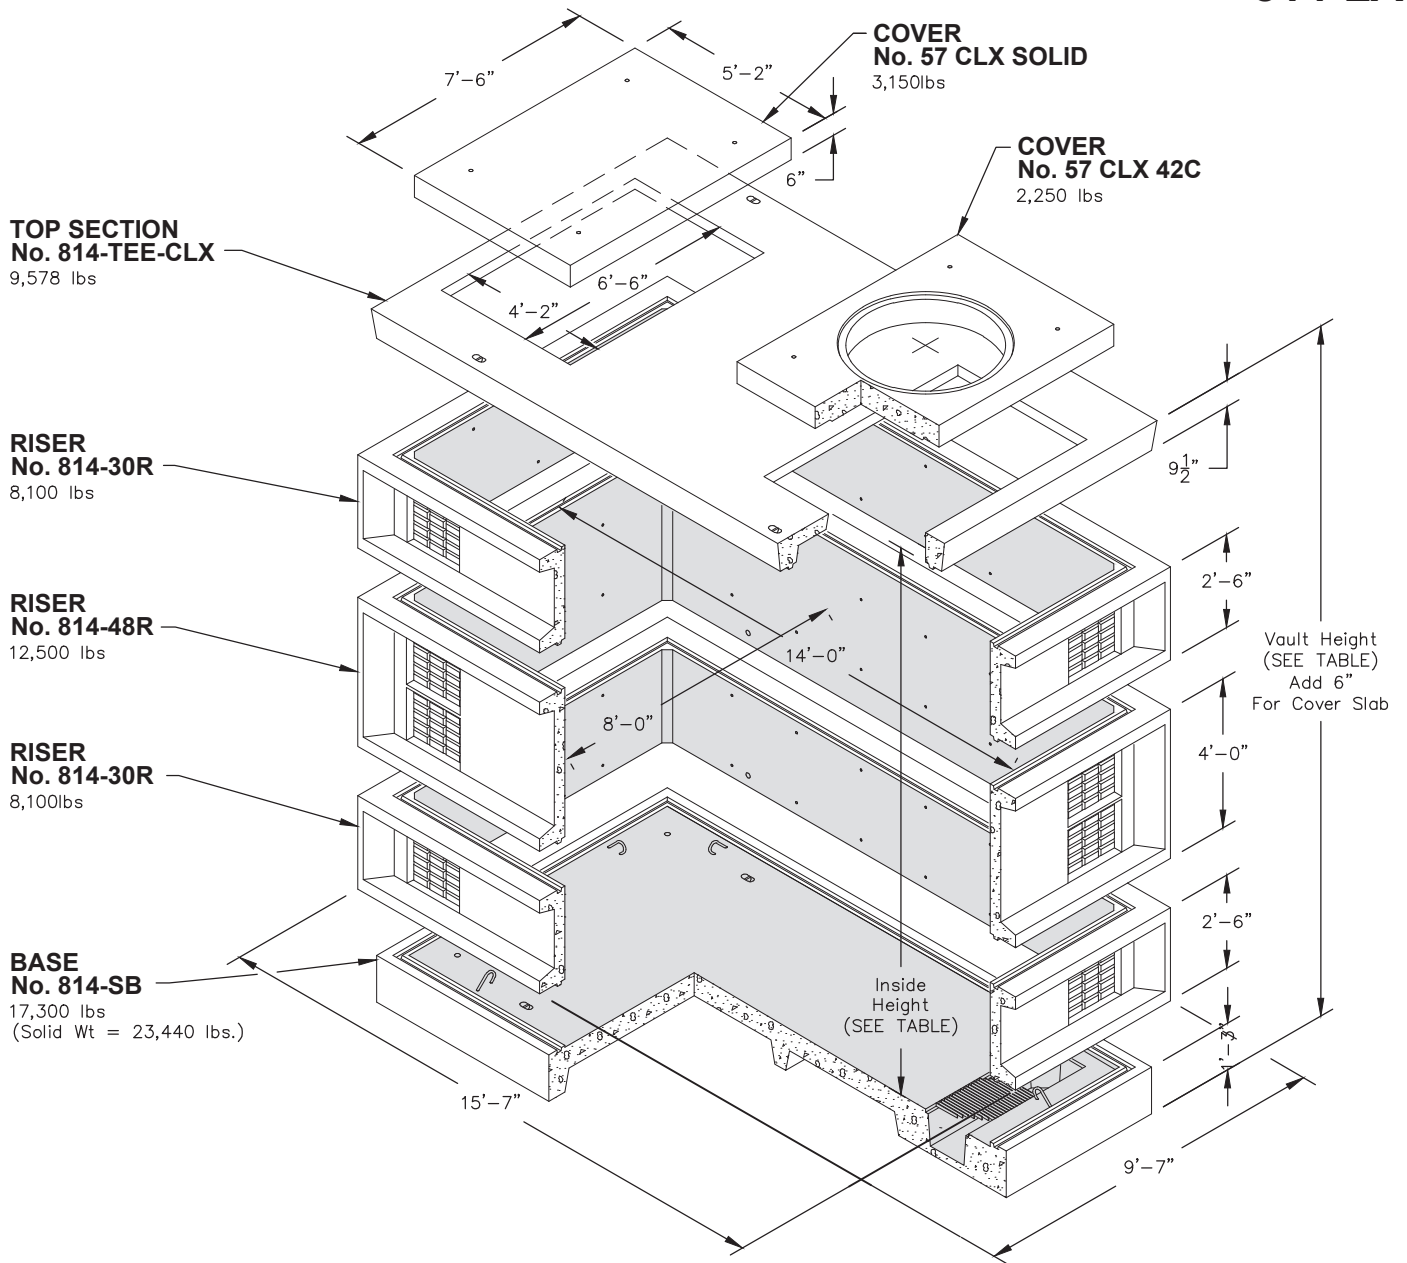 COVER
No. 57 CLX SOLID
3,150lbs
7'-6"
5'-2"
6"
COVER
No. 57 CLX 42C
2,250 lbs
TOP SECTION
No. 814-TEE-CLX
9,578 lbs
6'-6"
4'-2"
9½"
RISER
No. 814-30R
8,100 lbs
2'-6"
RISER
No. 814-48R
12,500 lbs
14'-0"
8'-0"
Vault Height
(SEE TABLE)
Add 6"
For Cover Slab
4'-0"
RISER
No. 814-30R
8,100lbs
2'-6"
BASE
No. 814-SB
17,300 lbs
(Solid Wt = 23,440 lbs.)
Inside
Height
(SEE TABLE)
1'-3"
15'-7"
9'-7"